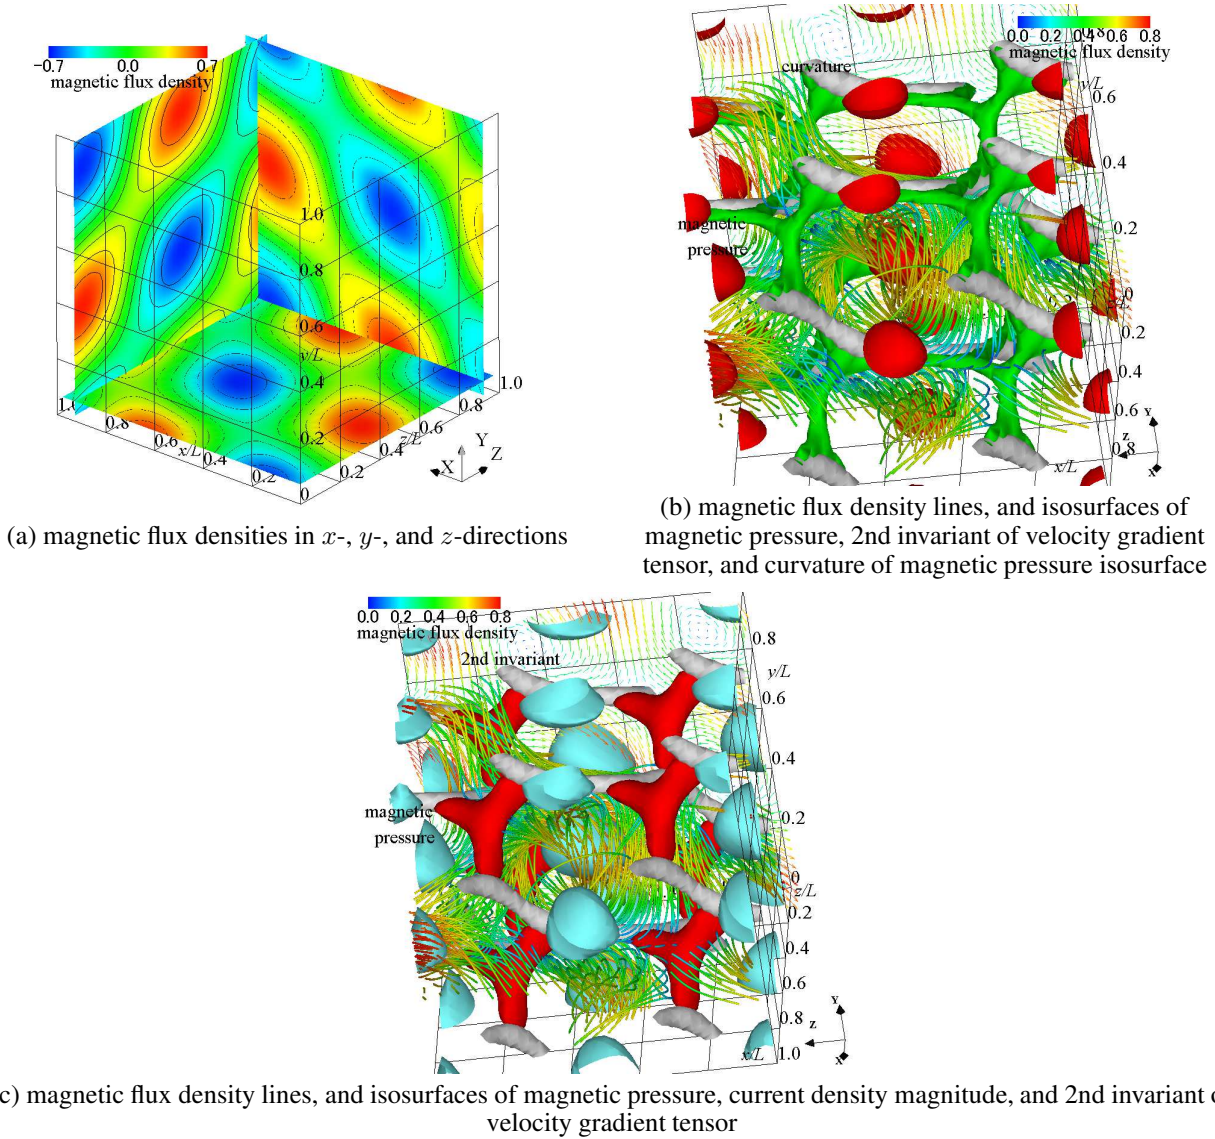 -0.7 0.0 0.7
magnetic flux density
1.0
0.8
0.6
y/L
0.4
0.2
0
1.0
0.8
0.6
x/L
0.4
0.2
0.2
0.4
z/L
0.6
0.8
1.0
Y
X
Z
(a) magnetic flux densities in x-, y-, and z-directions
0.0 0.2 0.4 0.6 0.8
magnetic flux density
curvature
magnetic
pressure
0.8
y/L
0.6
0.4
0.2
0
0.2
0.4
0.6
0.8
x/L
Y
Z
X
(b) magnetic flux density lines, and isosurfaces of
magnetic pressure, 2nd invariant of velocity gradient
tensor, and curvature of magnetic pressure isosurface
0.0 0.2 0.4 0.6 0.8
magnetic flux density
2nd invariant
magnetic
pressure
0.8
y/L
0.6
0.4
0.2
0
z/L
0.2
0.4
0.6
0.8
x/L 1.0
Y
Z
X
c) magnetic flux density lines, and isosurfaces of magnetic pressure, current density magnitude, and 2nd invariant o
velocity gradient tensor